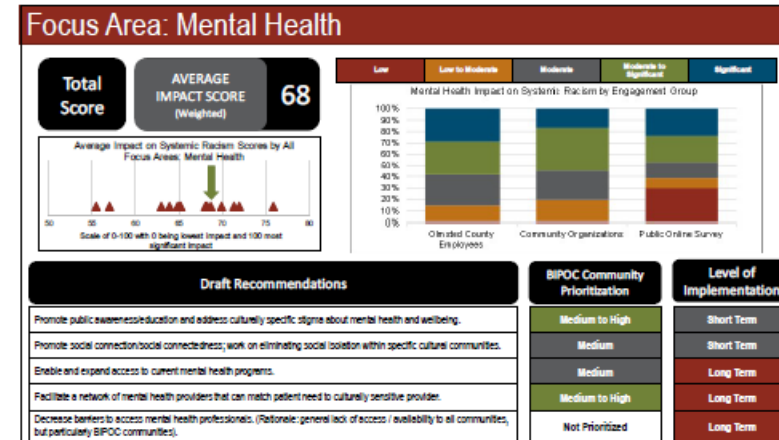 Focus Area: Mental Health
Total
Score
AVERAGE
IMPACT SCORE
(Weighted)
68
Low
Low to Moderate
Moderate
Moderate to
Significant
Significant
Mental Health Impact on Systemic Racism by Engagement Group
100%
90%
80%
70%
60%
50%
40%
30%
20%
10%
0%
Olmsted County
Employees
Community Organizations
Public Online Survey
Average Impact on Systemic Racism Scores by All
Focus Areas: Mental Health
50
55
60
65
70
75
80
Scale of 0-100 with 0 being lowest impact and 100 most
significant impact
Draft Recommendations
BIPOC Community
Prioritization
Level of
Implementation
Promote public awareness/education and address culturally specific stigma about mental health and wellbeing.
Medium to High
Short Term
Promote social connection/social connectedness; work on eliminating social isolation within specific cultural communities.
Medium
Short Term
Enable and expand access to current mental health programs.
Medium
Long Term
Facilitate a network of mental health providers that can match patient need to culturally sensitive provider.
Medium to High
Long Term
Decrease barriers to access mental health professionals. (Rationale: general lack of access / availability to all communities,
but particularly BIPOC communities).
Not Prioritized
Long Term